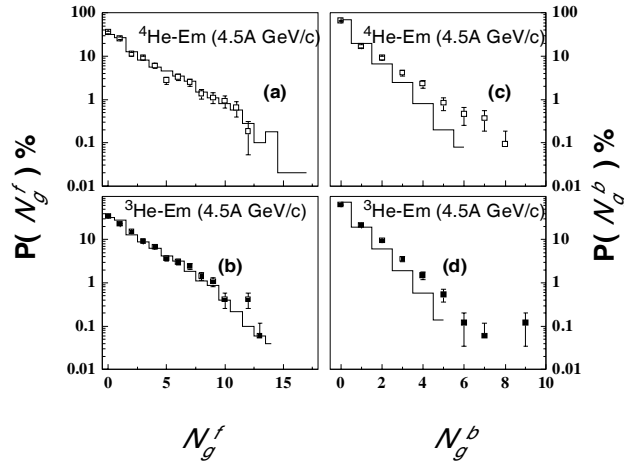 100
10
1
0.1
0.01
⁴He-Em (4.5A GeV/c)
(a)
⁴He-Em (4.5A GeV/c)
(c)
100
10
1
0.1
0.01
10
1
0.1
0.01
³He-Em (4.5A GeV/c)
(b)
³He-Em (4.5A GeV/c)
(d)
10
1
0.1
0.01
0 5 10 15
0 2 4 6 8 10
P( N_g^f ) %
P( N_g^b ) %
N_g^f
N_g^b